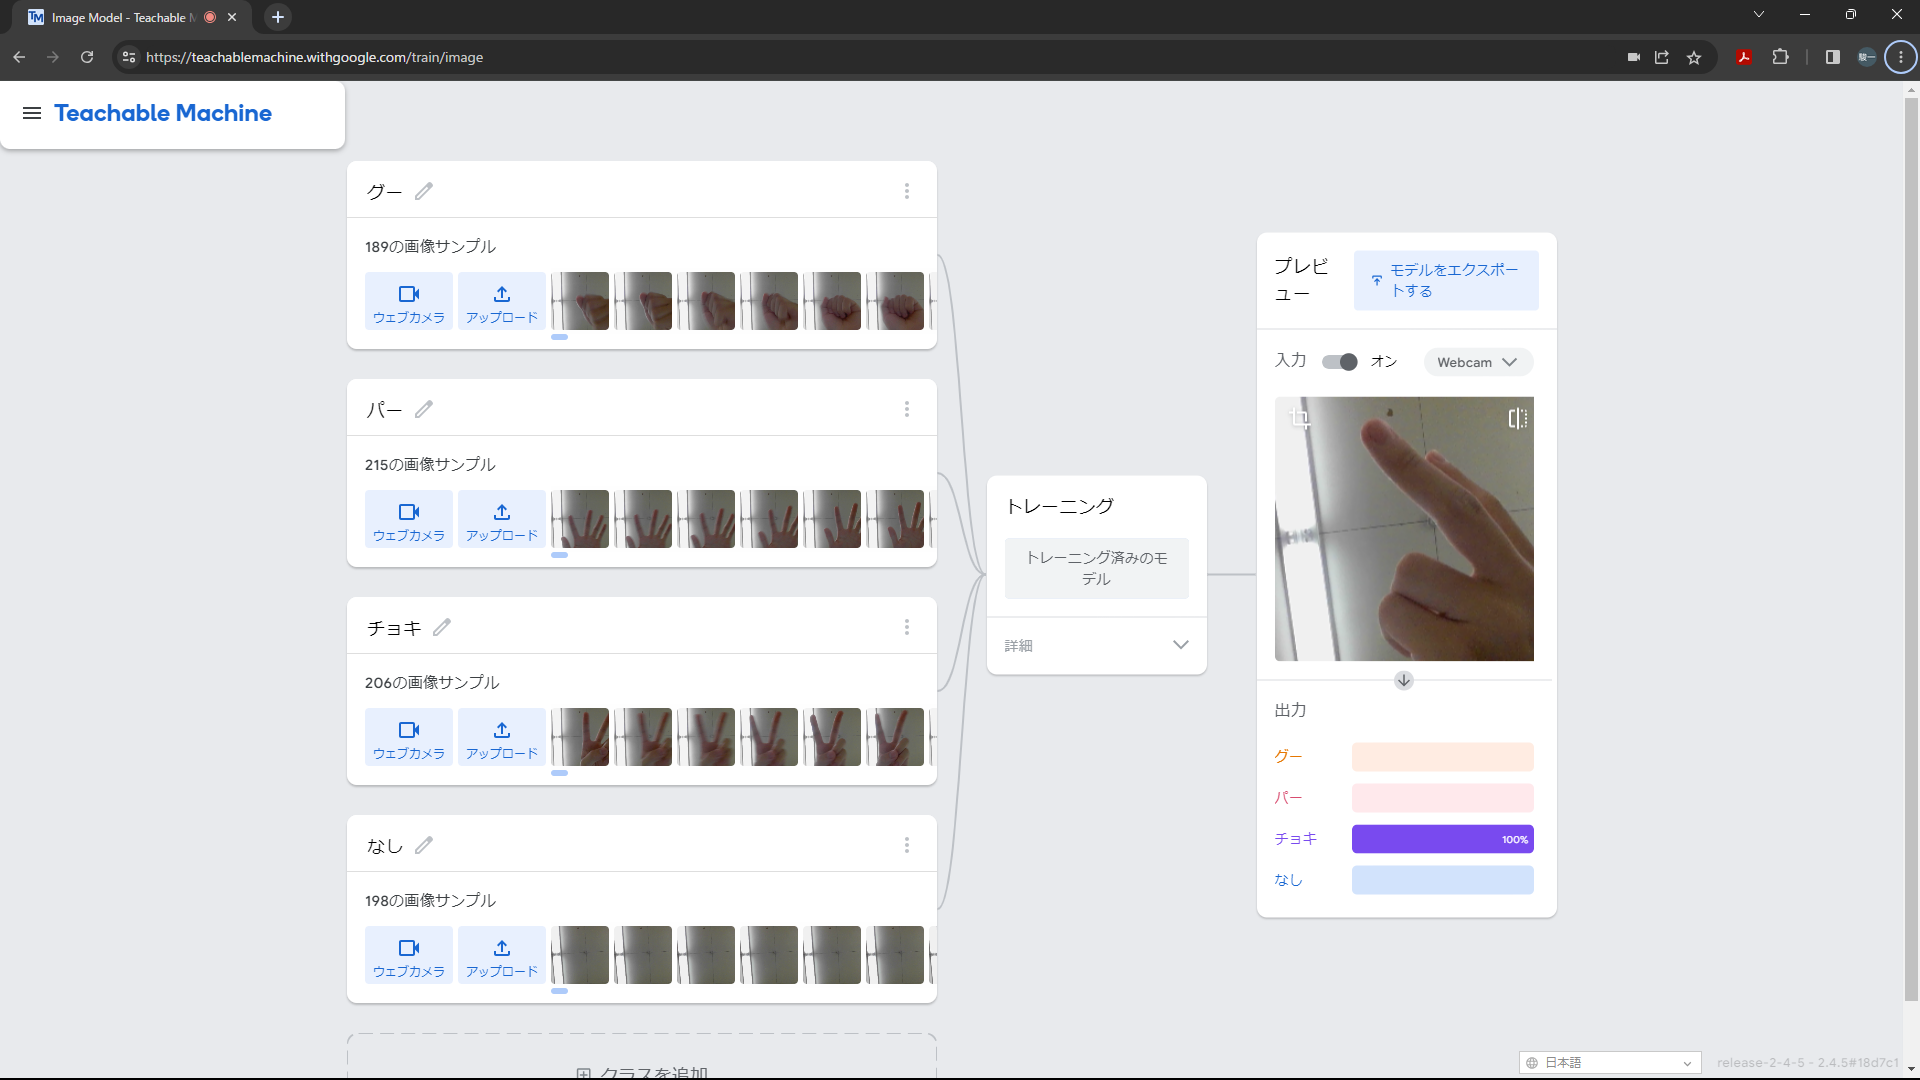 Image Model - Teachable M
https://teachablemachine.withgoogle.com/train/image
Teachable Machine
グー
189の画像サンプル
ウェブカメラ
アップロード
パー
215の画像サンプル
ウェブカメラ
アップロード
チョキ
206の画像サンプル
ウェブカメラ
アップロード
なし
198の画像サンプル
ウェブカメラ
アップロード
クラスを追加
トレーニング
トレーニング済みのモ
デル
詳細
プレビ
ュー
モデルをエクスポー
トする
入力
オン
Webcam
出力
グー
パー
チョキ
100%
なし
日本語
release-2-4-5 - 2.4.5#18d7c1